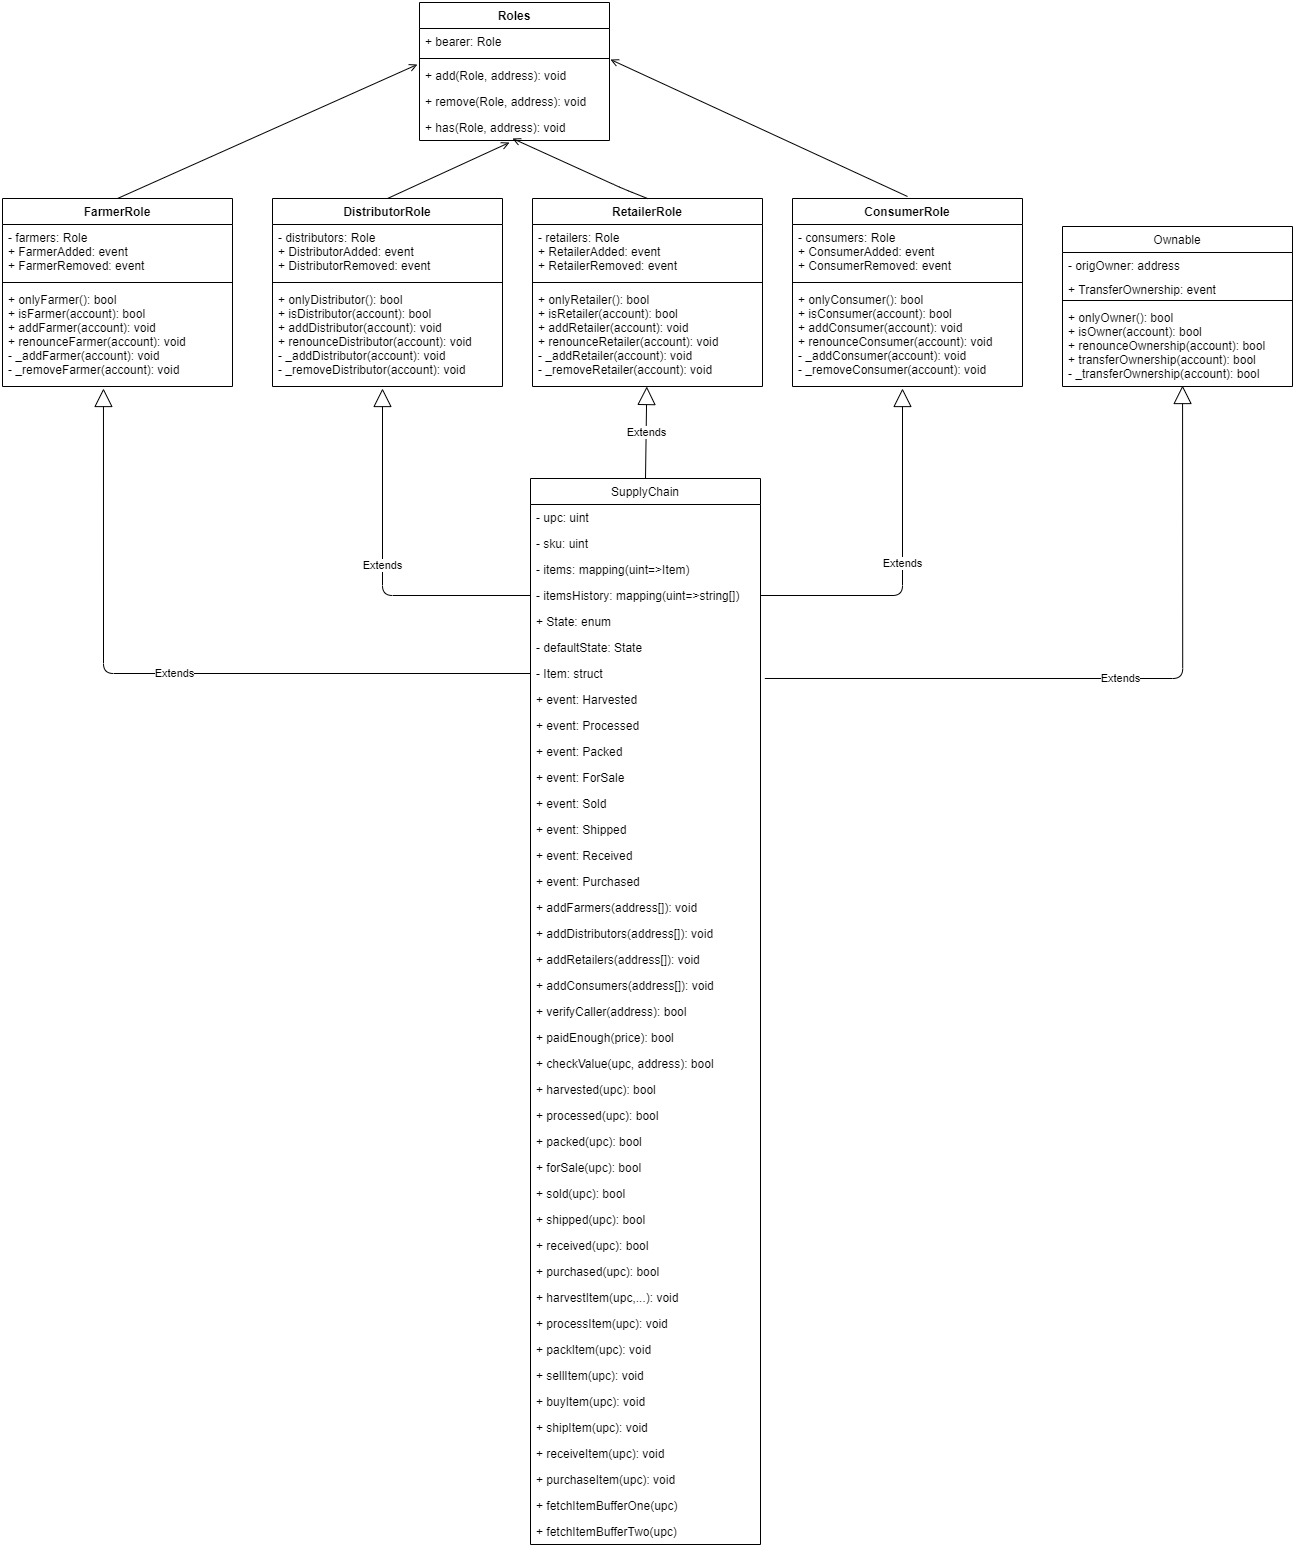 Roles
+ bearer: Role
+ add(Role, address): void
+ remove(Role, address): void
+ has(Role, address): void
FarmerRole
- farmers: Role
+ FarmerAdded: event
+ FarmerRemoved: event
+ onlyFarmer(): bool
+ isFarmer(account): bool
+ addFarmer(account): void
+ renounceFarmer(account): void
- _addFarmer(account): void
- _removeFarmer(account): void
DistributorRole
- distributors: Role
+ DistributorAdded: event
+ DistributorRemoved: event
+ onlyDistributor(): bool
+ isDistributor(account): bool
+ addDistributor(account): void
+ renounceDistributor(account): void
- _addDistributor(account): void
- _removeDistributor(account): void
RetailerRole
- retailers: Role
+ RetailerAdded: event
+ RetailerRemoved: event
+ onlyRetailer(): bool
+ isRetailer(account): bool
+ addRetailer(account): void
+ renounceRetailer(account): void
- _addRetailer(account): void
- _removeRetailer(account): void
ConsumerRole
- consumers: Role
+ ConsumerAdded: event
+ ConsumerRemoved: event
+ onlyConsumer(): bool
+ isConsumer(account): bool
+ addConsumer(account): void
+ renounceConsumer(account): void
- _addConsumer(account): void
- _removeConsumer(account): void
Ownable
- origOwner: address
+ TransferOwnership: event
+ onlyOwner(): bool
+ isOwner(account): bool
+ renounceOwnership(account): bool
+ transferOwnership(account): bool
- _transferOwnership(account): bool
Extends
Extends
Extends
Extends
Extends
SupplyChain
- upc: uint
- sku: uint
- items: mapping(uint=>Item)
- itemsHistory: mapping(uint=>string[])
+ State: enum
- defaultState: State
- Item: struct
+ event: Harvested
+ event: Processed
+ event: Packed
+ event: ForSale
+ event: Sold
+ event: Shipped
+ event: Received
+ event: Purchased
+ addFarmers(address[]): void
+ addDistributors(address[]): void
+ addRetailers(address[]): void
+ addConsumers(address[]): void
+ verifyCaller(address): bool
+ paidEnough(price): bool
+ checkValue(upc, address): bool
+ harvested(upc): bool
+ processed(upc): bool
+ packed(upc): bool
+ forSale(upc): bool
+ sold(upc): bool
+ shipped(upc): bool
+ received(upc): bool
+ purchased(upc): bool
+ harvestItem(upc,...): void
+ processItem(upc): void
+ packItem(upc): void
+ sellItem(upc): void
+ buyItem(upc): void
+ shipItem(upc): void
+ receiveItem(upc): void
+ purchaseItem(upc): void
+ fetchItemBufferOne(upc)
+ fetchItemBufferTwo(upc)